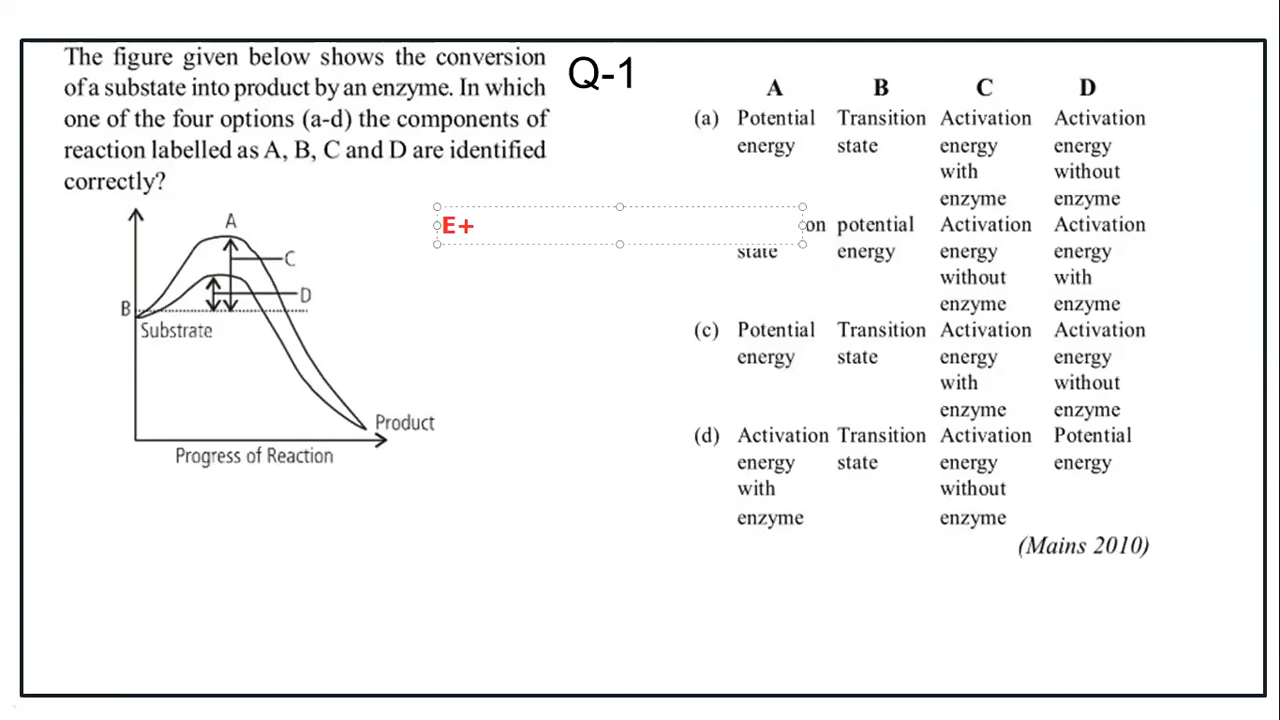 The figure given below shows the conversion
of a substate into product by an enzyme. In which
one of the four options (a-d) the components of
reaction labelled as A, B, C and D are identified
correctly?
Q-1
A
C
D
B
Substrate
Product
Progress of Reaction
E+
A B C D
(a) Potential Transition Activation Activation
energy state energy energy
with without
enzyme enzyme
on potential Activation Activation
state energy energy energy
without with
enzyme enzyme
(c) Potential Transition Activation Activation
energy state energy energy
with without
enzyme enzyme
(d) Activation Transition Activation Potential
energy state energy energy
with without
enzyme enzyme
(Mains 2010)